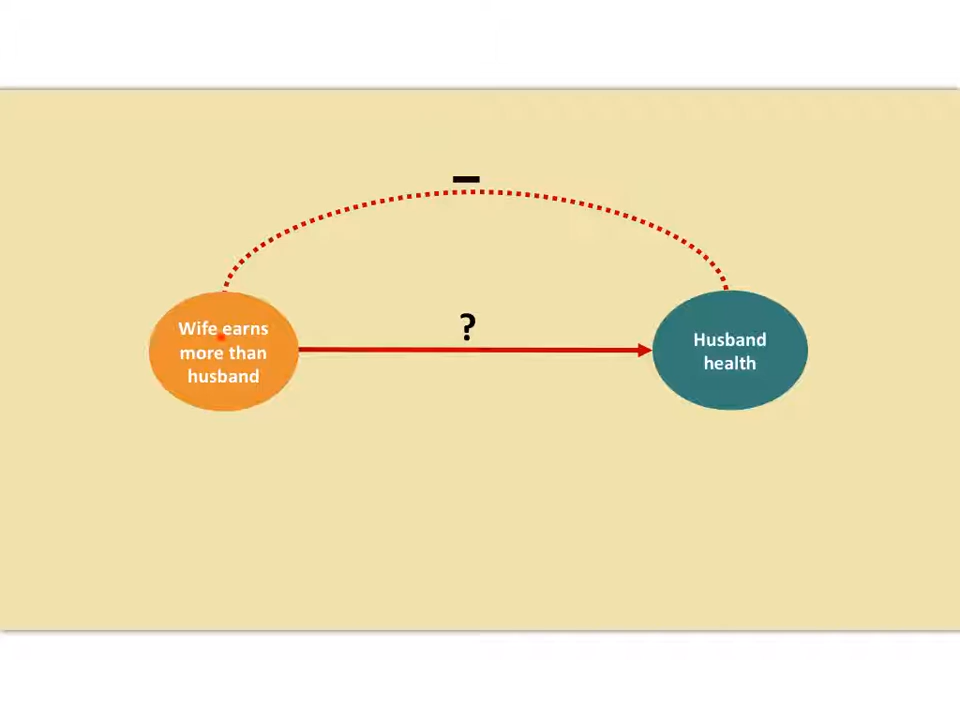 –
?
Wife earns
more than
husband
Husband
health